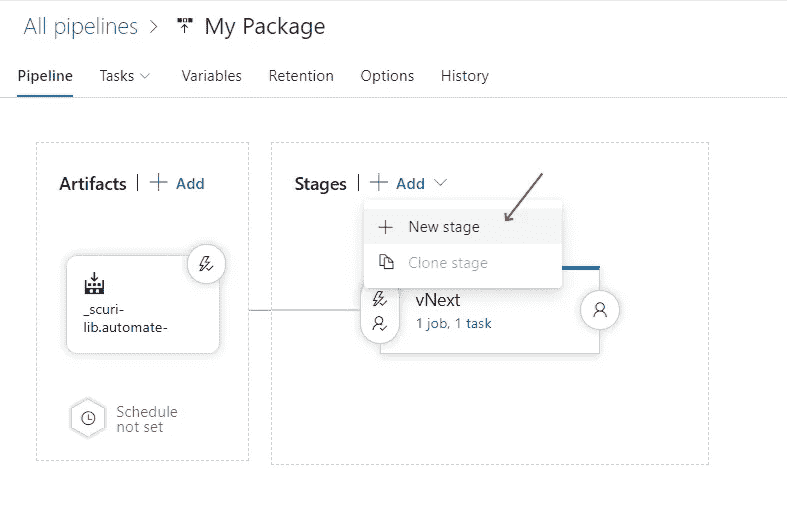 All pipelines > My Package
Pipeline Tasks Variables Retention Options History
Artifacts | + Add
Stages | + Add
New stage
Clone stage
_scuri-
lib.automate-
vNext
1 job, 1 task
Schedule
not set